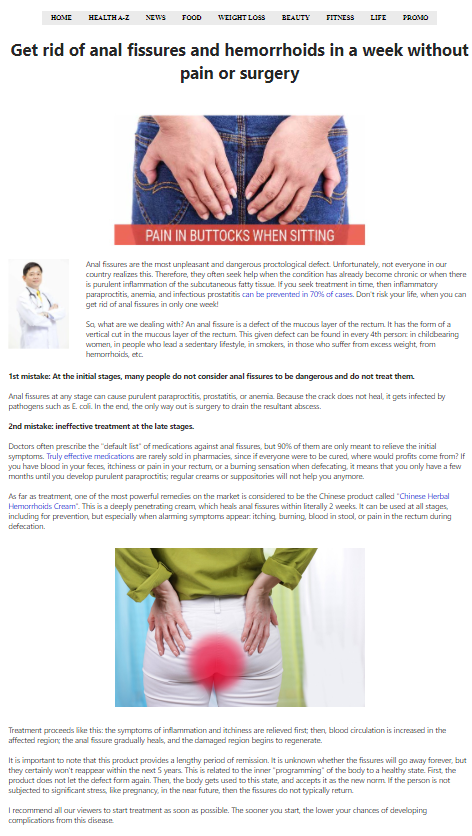 HOME HEALTH A-Z NEWS FOOD WEIGHT LOSS BEAUTY FITNESS LIFE PROMO
Get rid of anal fissures and hemorrhoids in a week without
pain or surgery
PAIN IN BUTTOCKS WHEN SITTING
Anal fissures are the most unpleasant and dangerous proctological defect. Unfortunately, not everyone in our
country realizes this. Therefore, they often seek help when the condition has already become chronic or when there
is purulent inflammation of the subcutaneous fatty tissue. If you seek treatment in time, then inflammatory
paraproctitis, anemia, and infectious prostatitis can be prevented in 70% of cases. Don't risk your life, when you can
get rid of anal fissures in only one week!
So, what are we dealing with? An anal fissure is a defect of the mucous layer of the rectum. It has the form of a
vertical cut in the mucous layer of the rectum. This given defect can be found in every 4th person: in childbearing
women, in people who lead a sedentary lifestyle, in smokers, in those who suffer from excess weight, from
hemorrhoids, etc.
1st mistake: At the initial stages, many people do not consider anal fissures to be dangerous and do not treat them.
Anal fissures at any stage can cause purulent paraproctitis, prostatitis, or anemia. Because the crack does not heal, it gets infected by
pathogens such as E. coli. In the end, the only way out is surgery to drain the resultant abscess.
2nd mistake: ineffective treatment at the late stages.
Doctors often prescribe the "default list" of medications against anal fissures, but 90% of them are only meant to relieve the initial
symptoms. Truly effective medications are rarely sold in pharmacies, since if everyone were to be cured, where would profits come from? If
you have blood in your feces, itchiness or pain in your rectum, or a burning sensation when defecating, it means that you only have a few
months until you develop purulent paraproctitis; regular creams or suppositories will not help you anymore.
As far as treatment, one of the most powerful remedies on the market is considered to be the Chinese product called "Chinese Herbal
Hemorrhoids Cream". This is a deeply penetrating cream, which heals anal fissures within literally 2 weeks. It can be used at all stages,
including for prevention, but especially when alarming symptoms appear: itching, burning, blood in stool, or pain in the rectum during
defecation.
Treatment proceeds like this: the symptoms of inflammation and itchiness are relieved first; then, blood circulation is increased in the
affected region; the anal fissure gradually heals, and the damaged region begins to regenerate.
It is important to note that this product provides a lengthy period of remission. It is unknown whether the fissures will go away forever, but
they certainly won't reappear within the next 5 years. This is related to the inner "programming" of the body to a healthy state. First, the
product does not let the defect form again. Then, the body gets used to this state, and accepts it as the new norm. If the person is not
subjected to significant stress, like pregnancy, in the near future, then the fissures do not typically return.
I recommend all our viewers to start treatment as soon as possible. The sooner you start, the lower your chances of developing
complications from this disease.